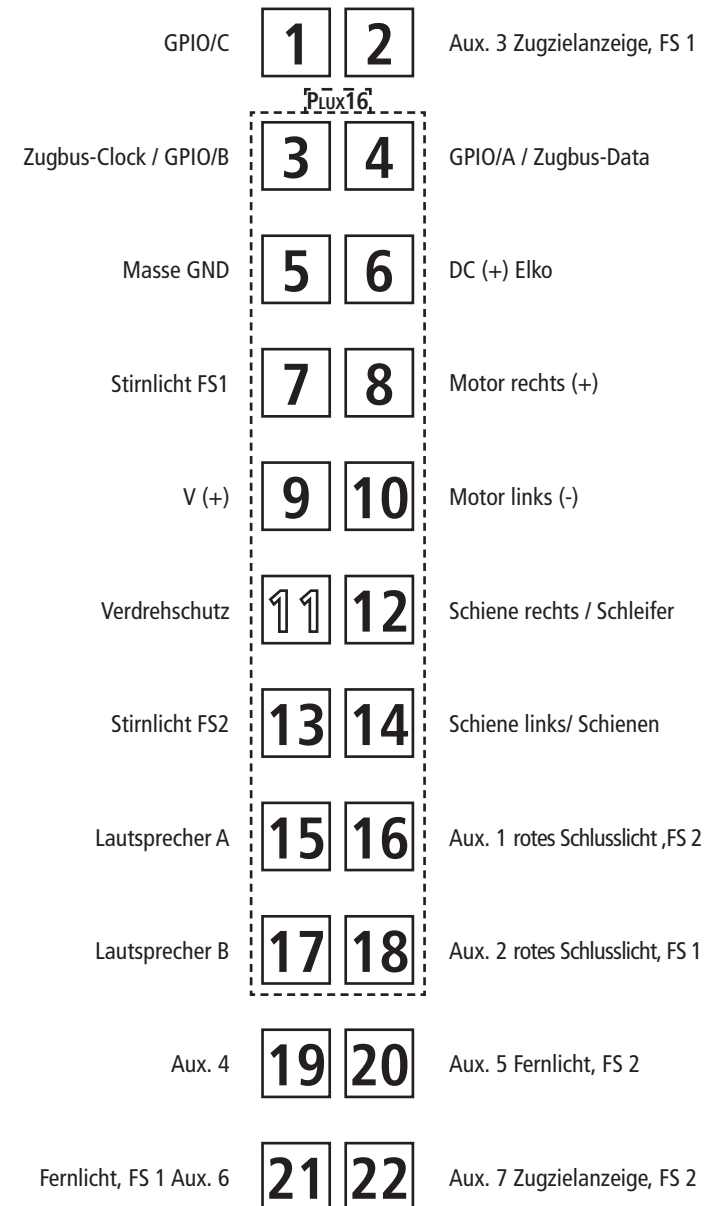 GPIO/C 1 2 Aux. 3 Zugzielanzeige, FS 1
PLUX16
Zugbus-Clock / GPIO/B 3 4 GPIO/A / Zugbus-Data
Masse GND 5 6 DC (+) Elko
Stirnlicht FS1 7 8 Motor rechts (+)
V (+) 9 10 Motor links (-)
Verdrehschutz 11 12 Schiene rechts / Schleifer
Stirnlicht FS2 13 14 Schiene links/ Schienen
Lautsprecher A 15 16 Aux. 1 rotes Schlusslicht ,FS 2
Lautsprecher B 17 18 Aux. 2 rotes Schlusslicht, FS 1
Aux. 4 19 20 Aux. 5 Fernlicht, FS 2
Fernlicht, FS 1 Aux. 6 21 22 Aux. 7 Zugzielanzeige, FS 2